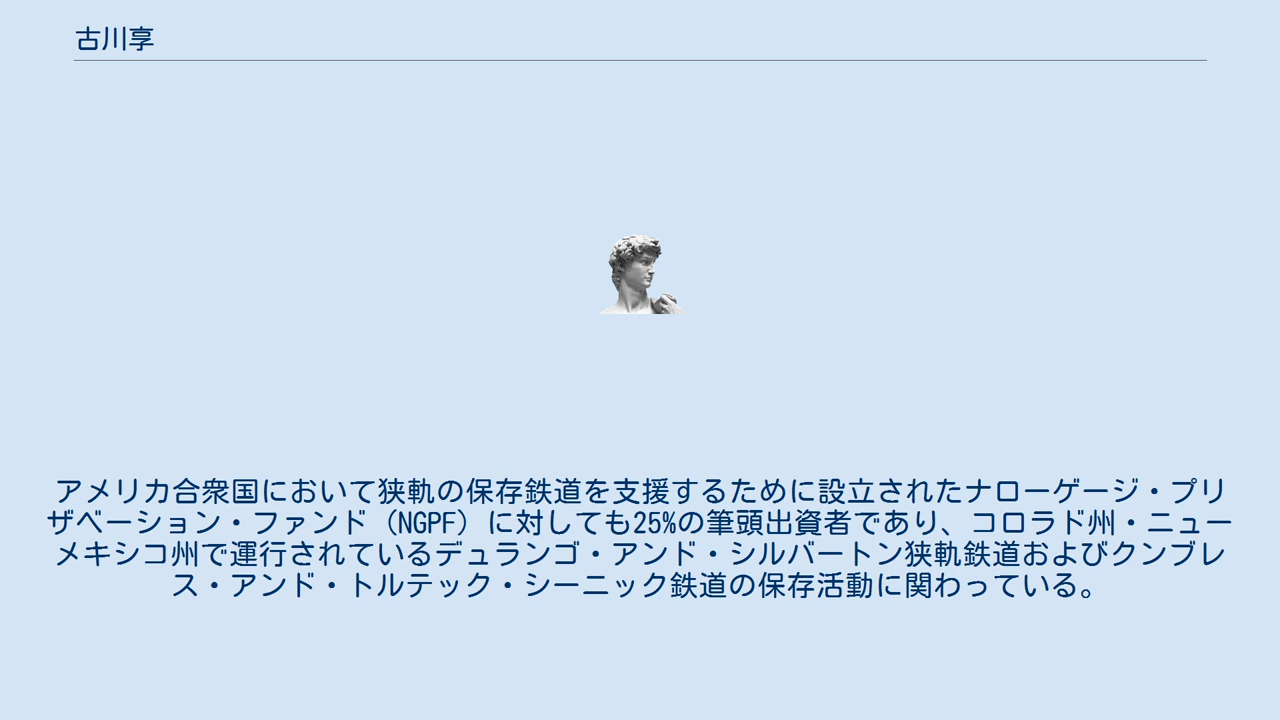 古川享
アメリカ合衆国において狭軌の保存鉄道を支援するために設立されたナローゲージ・プリ
ザベーション・ファンド（NGPF）に対しても25%の筆頭出資者であり、コロラド州・ニュー
メキシコ州で運行されているデュランゴ・アンド・シルバートン狭軌鉄道およびクンブレ
ス・アンド・トルテック・シーニック鉄道の保存活動に関わっている。